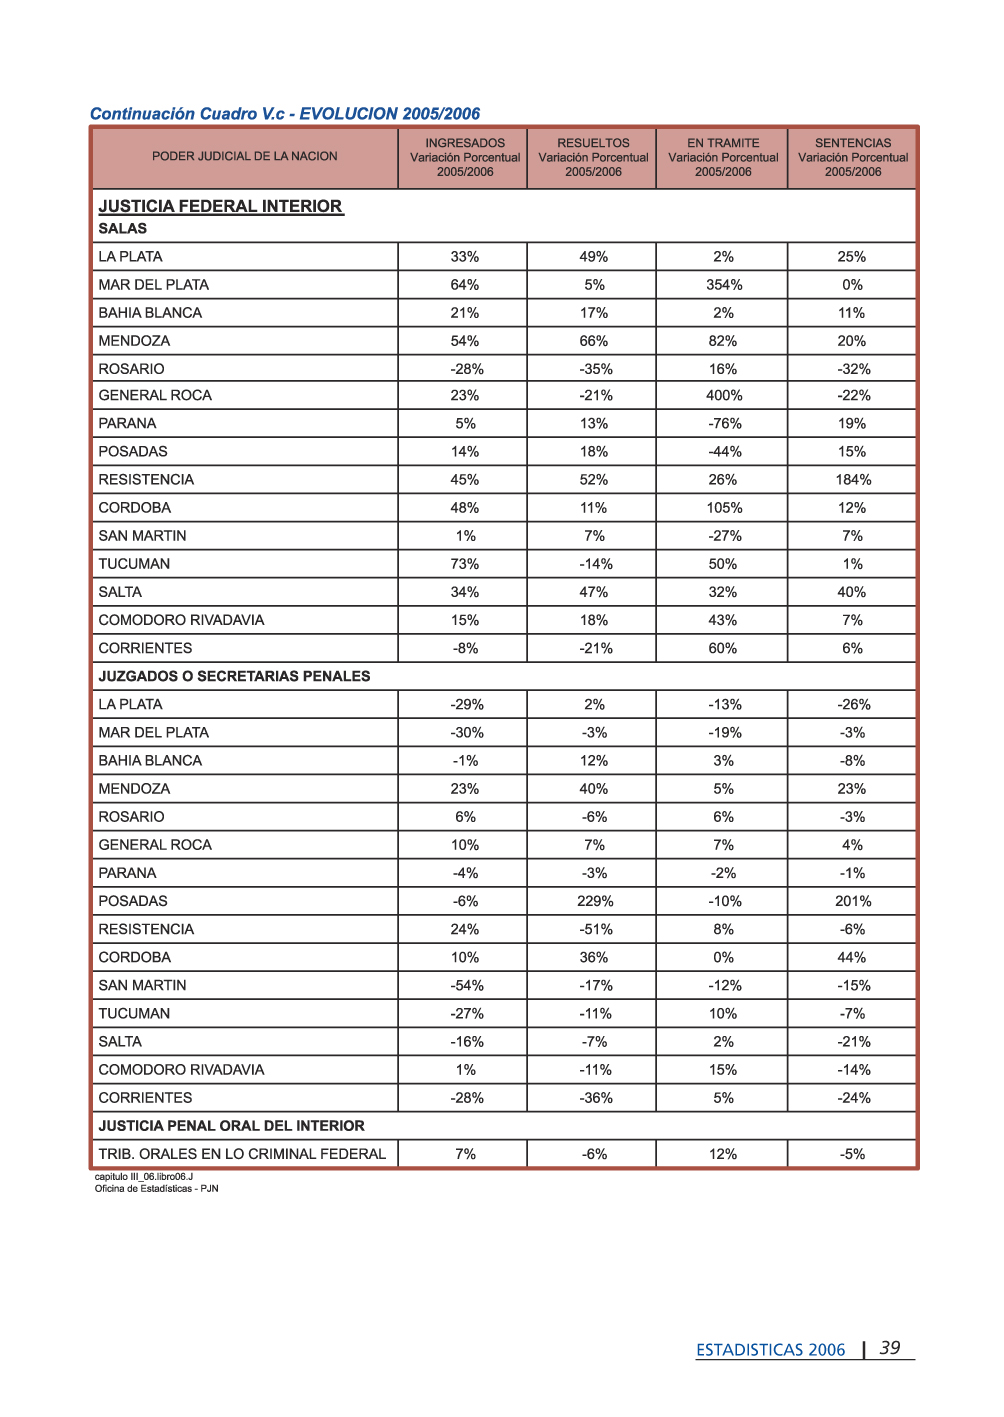 Continuación Cuadro V.c - EVOLUCION 2005/2006
PODER JUDICIAL DE LA NACION
INGRESADOS
Variación Porcentual
2005/2006
RESUELTOS
Variación Porcentual
2005/2006
EN TRAMITE
Variación Porcentual
2005/2006
SENTENCIAS
Variación Porcentual
2005/2006
JUSTICIA FEDERAL INTERIOR
SALAS
LA PLATA 33% 49% 2% 25%
MAR DEL PLATA 64% 5% 354% 0%
BAHIA BLANCA 21% 17% 2% 11%
MENDOZA 54% 66% 82% 20%
ROSARIO -28% -35% 16% -32%
GENERAL ROCA 23% -21% 400% -22%
PARANA 5% 13% -76% 19%
POSADAS 14% 18% -44% 15%
RESISTENCIA 45% 52% 26% 184%
CORDOBA 48% 11% 105% 12%
SAN MARTIN 1% 7% -27% 7%
TUCUMAN 73% -14% 50% 1%
SALTA 34% 47% 32% 40%
COMODORO RIVADAVIA 15% 18% 43% 7%
CORRIENTES -8% -21% 60% 6%
JUZGADOS O SECRETARIAS PENALES
LA PLATA -29% 2% -13% -26%
MAR DEL PLATA -30% -3% -19% -3%
BAHIA BLANCA -1% 12% 3% -8%
MENDOZA 23% 40% 5% 23%
ROSARIO 6% -6% 6% -3%
GENERAL ROCA 10% 7% 7% 4%
PARANA -4% -3% -2% -1%
POSADAS -6% 229% -10% 201%
RESISTENCIA 24% -51% 8% -6%
CORDOBA 10% 36% 0% 44%
SAN MARTIN -54% -17% -12% -15%
TUCUMAN -27% -11% 10% -7%
SALTA -16% -7% 2% -21%
COMODORO RIVADAVIA 1% -11% 15% -14%
CORRIENTES -28% -36% 5% -24%
JUSTICIA PENAL ORAL DEL INTERIOR
TRIB. ORALES EN LO CRIMINAL FEDERAL 7% -6% 12% -5%
capitulo III_06.libro06.J
Oficina de Estadísticas - PJN
ESTADISTICAS 2006 | 39